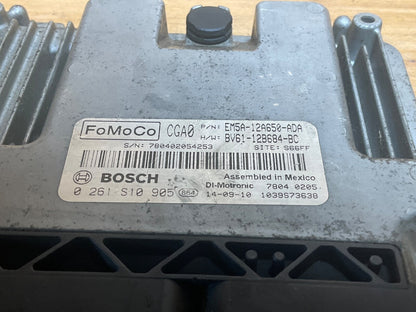 FoMoCo CGA0 P/N: EM5A-12A650-ADA
H/W: BV61-12B684-BC
S/N: 780402054253 SITE: S66FF
BOSCH Assembled in Mexico
DI-Motronic 7804 0205
0 261 S10 905 14-09-10 1039S73638